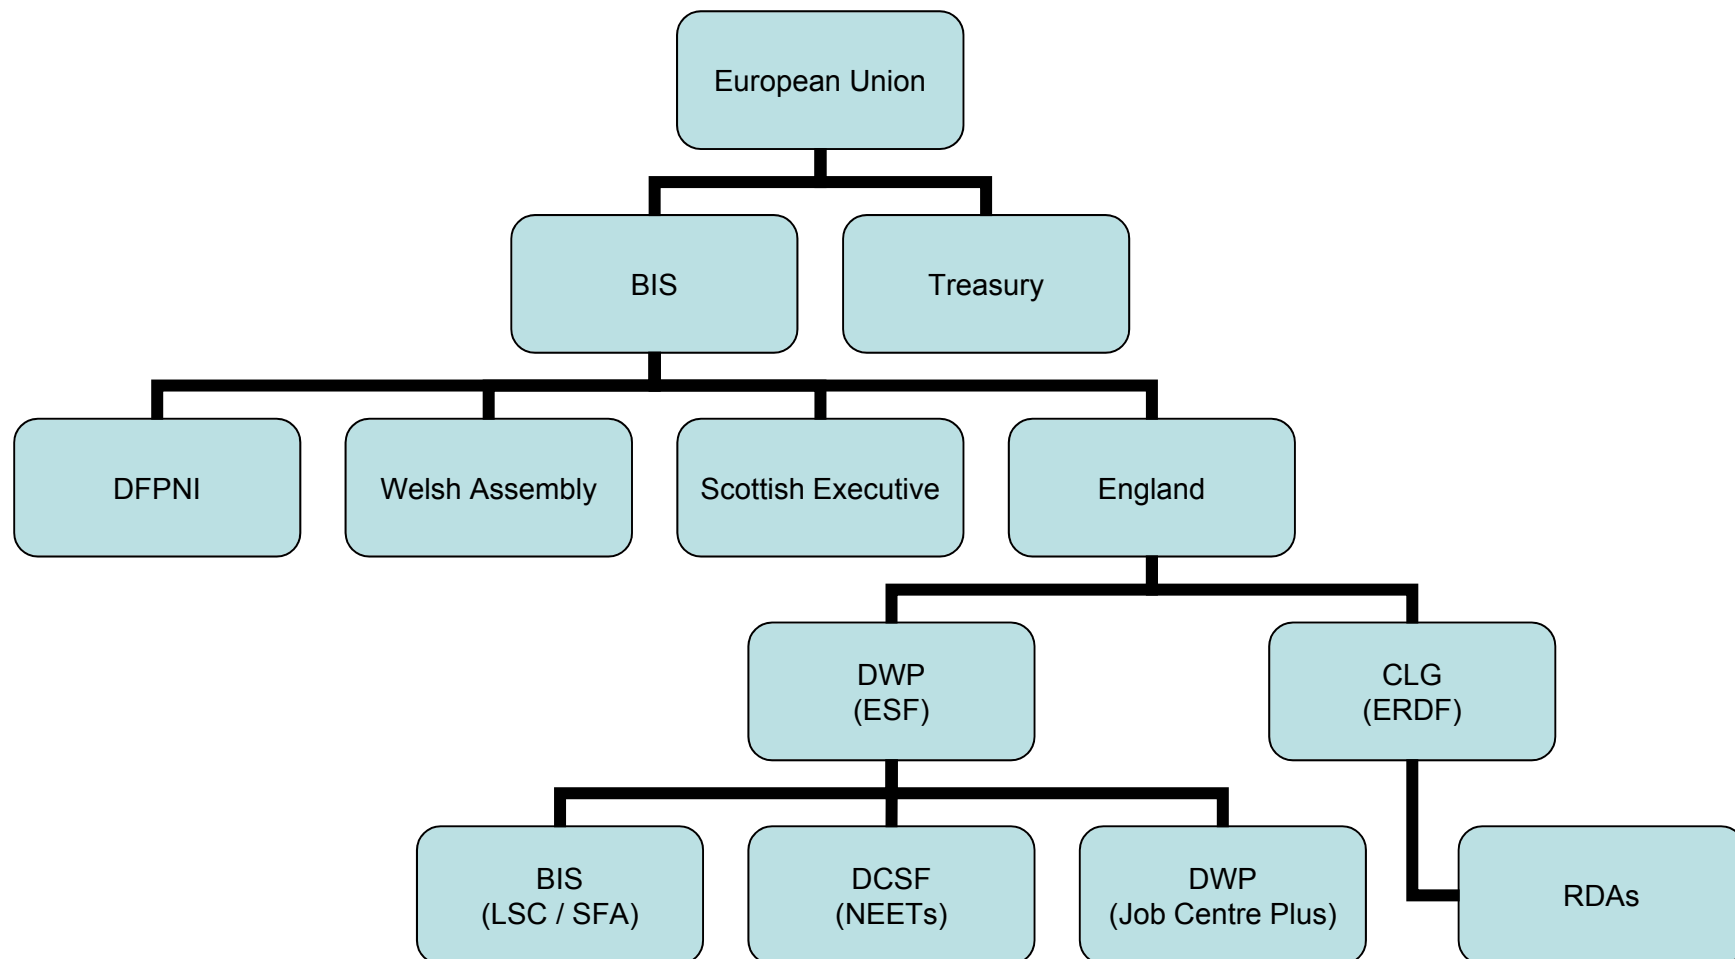 European Union
BIS
Treasury
DFPNI
Welsh Assembly
Scottish Executive
England
DWP
(ESF)
CLG
(ERDF)
BIS
(LSC / SFA)
DCSF
(NEETs)
DWP
(Job Centre Plus)
RDAs